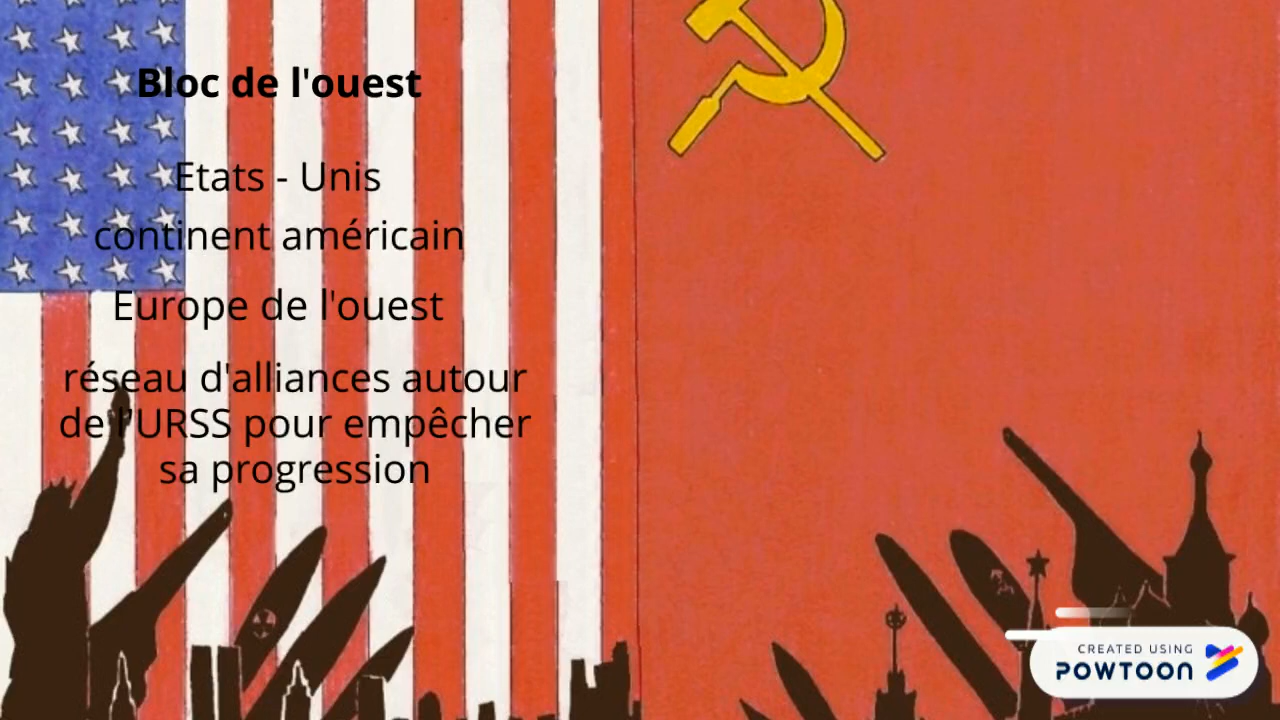 Bloc de l'ouest
Etats - Unis
continent américain
Europe de l'ouest
réseau d'alliances autour
de l'URSS pour empêcher
sa progression
CREATED USING
POWTOON